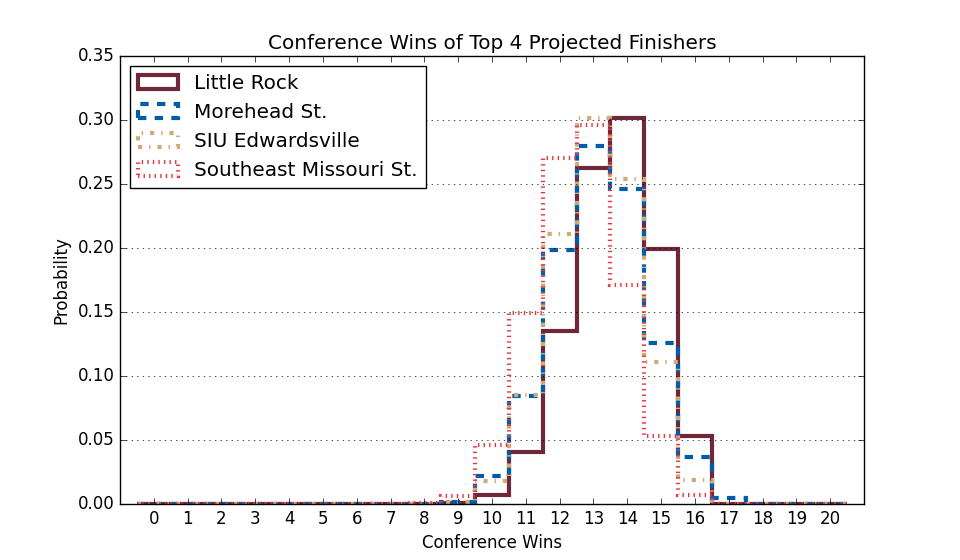 Conference Wins of Top 4 Projected Finishers
Little Rock
Morehead St.
SIU Edwardsville
Southeast Missouri St.
0.35
0.30
0.25
0.20
0.15
0.10
0.05
0.00
Probability
0 1 2 3 4 5 6 7 8 9 10 11 12 13 14 15 16 17 18 19 20
Conference Wins